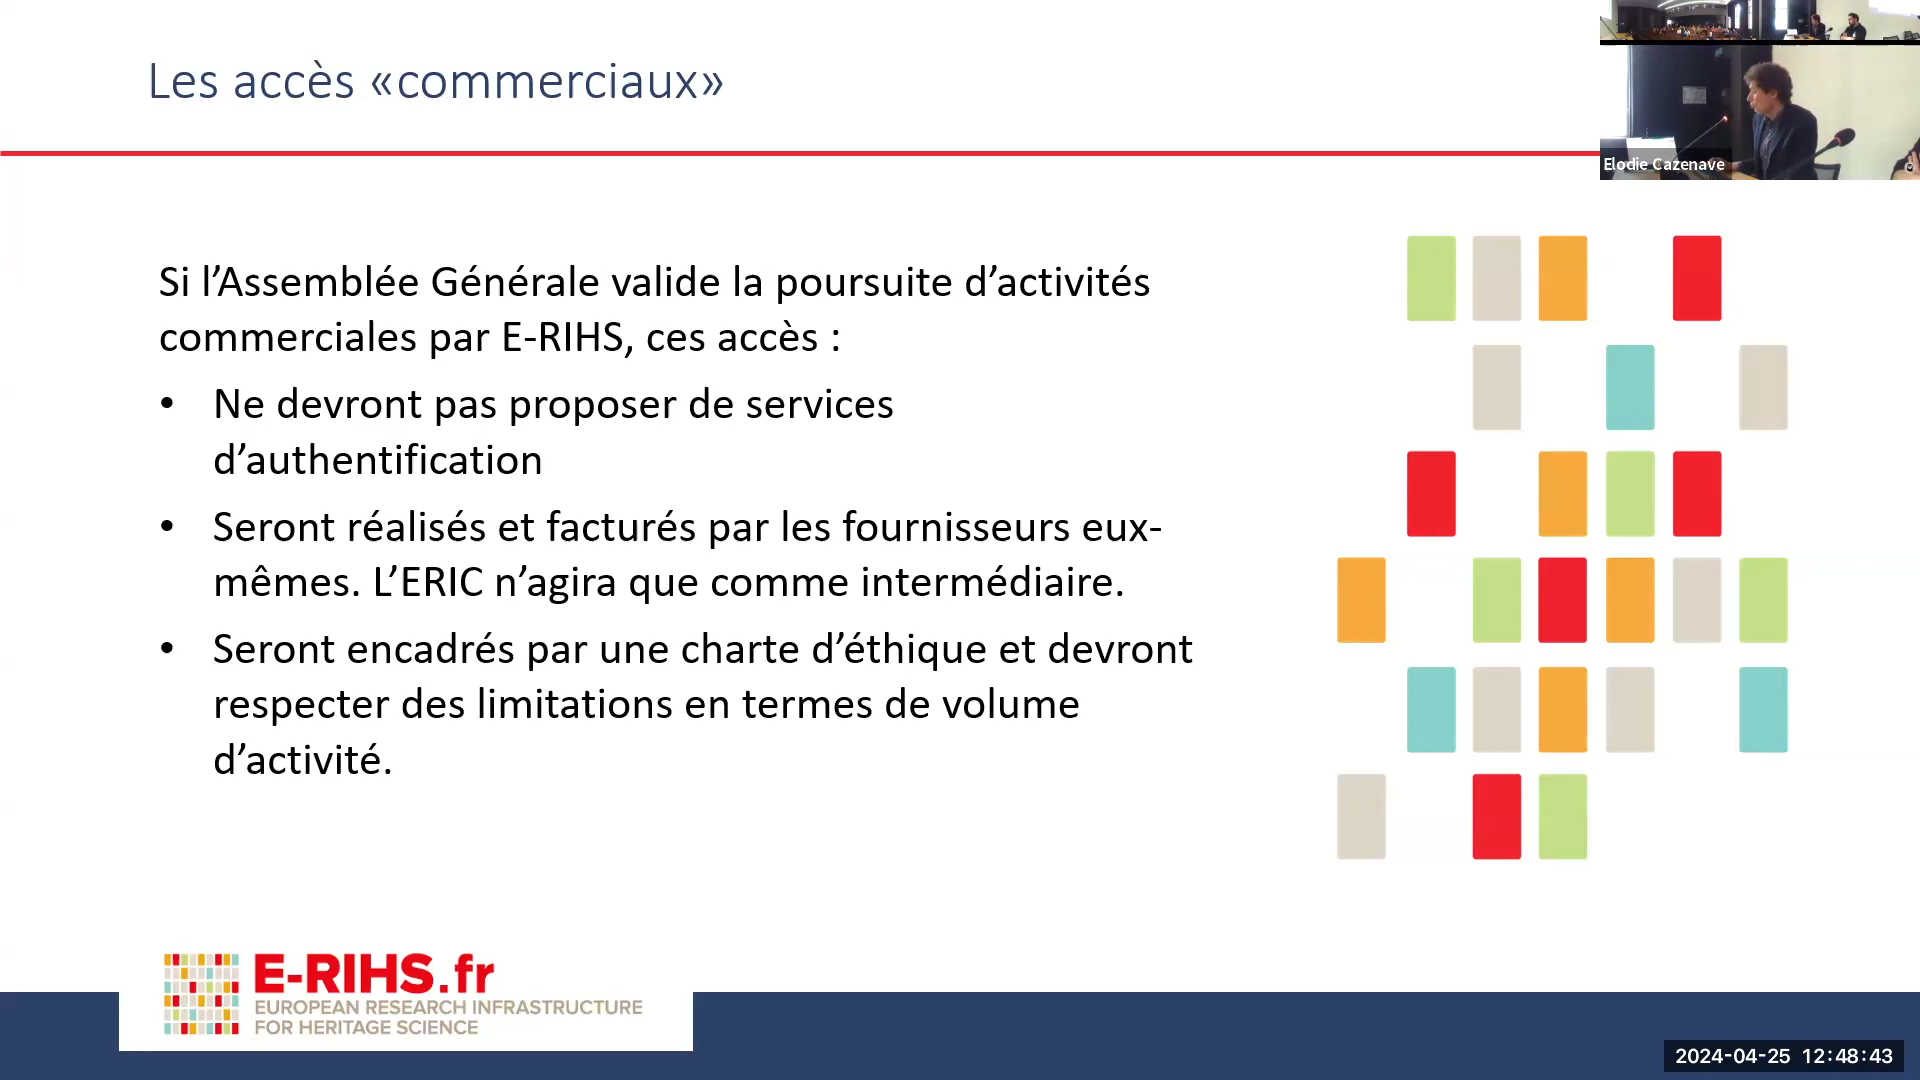 Les accès «commerciaux»
Elodie Cazenave
Si l’Assemblée Générale valide la poursuite d’activités
commerciales par E-RIHS, ces accès :
• Ne devront pas proposer de services
d’authentification
• Seront réalisés et facturés par les fournisseurs eux-
mêmes. L’ERIC n’agira que comme intermédiaire.
• Seront encadrés par une charte d’éthique et devront
respecter des limitations en termes de volume
d’activité.
E-RIHS.fr
EUROPEAN RESEARCH INFRASTRUCTURE
FOR HERITAGE SCIENCE
2024-04-25 12:48:43